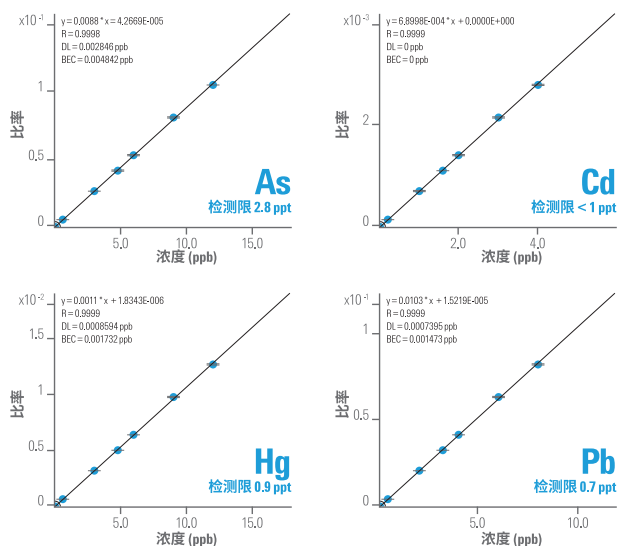 x10⁻¹
y = 0.0088 * x = 4.2669E-005
R = 0.9998
DL = 0.002846 ppb
BEC = 0.004842 ppb
1
0.5
0
比率
As
检测限 2.8 ppt
5.0
10.0
15.0
浓度 (ppb)
x10⁻³
y = 6.8998E-004 * x + 0.0000E+000
R = 0.9999
DL = 0 ppb
BEC = 0 ppb
2
0
比率
Cd
检测限 < 1 ppt
2.0
4.0
浓度 (ppb)
x10⁻²
y = 0.0011 * x + 1.8343E-006
R = 0.9999
DL = 0.0008594 ppb
BEC = 0.001732 ppb
1.5
1
0.5
0
比率
Hg
检测限 0.9 ppt
5.0
10.0
15.0
浓度 (ppb)
x10⁻¹
y = 0.0103 * x + 1.5219E-005
R = 0.9999
DL = 0.0007395 ppb
BEC = 0.001473 ppb
1
0.5
0
比率
Pb
检测限 0.7 ppt
5.0
10.0
浓度 (ppb)